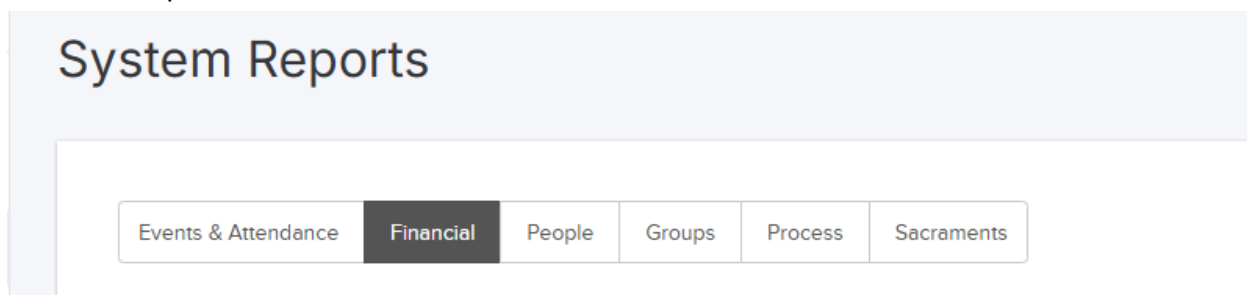 System Reports
Events & Attendance Financial People Groups Process Sacraments